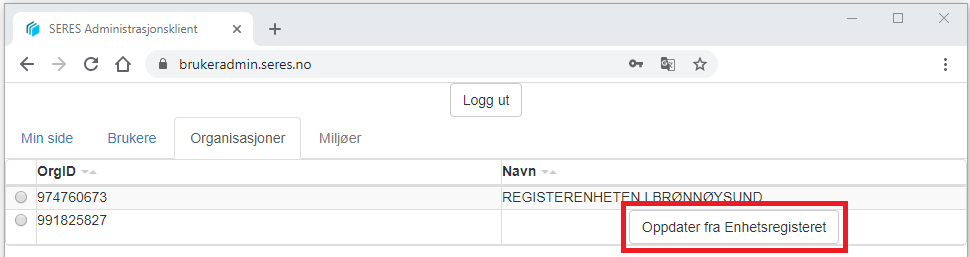 SERES Administrasjonsklient
brukeradmin.seres.no
Logg ut
Min side Brukere Organisasjoner Miljøer
OrgID Navn
974760673 REGISTERENHETEN I BRØNNØYSUND
991825827
Oppdater fra Enhetsregisteret